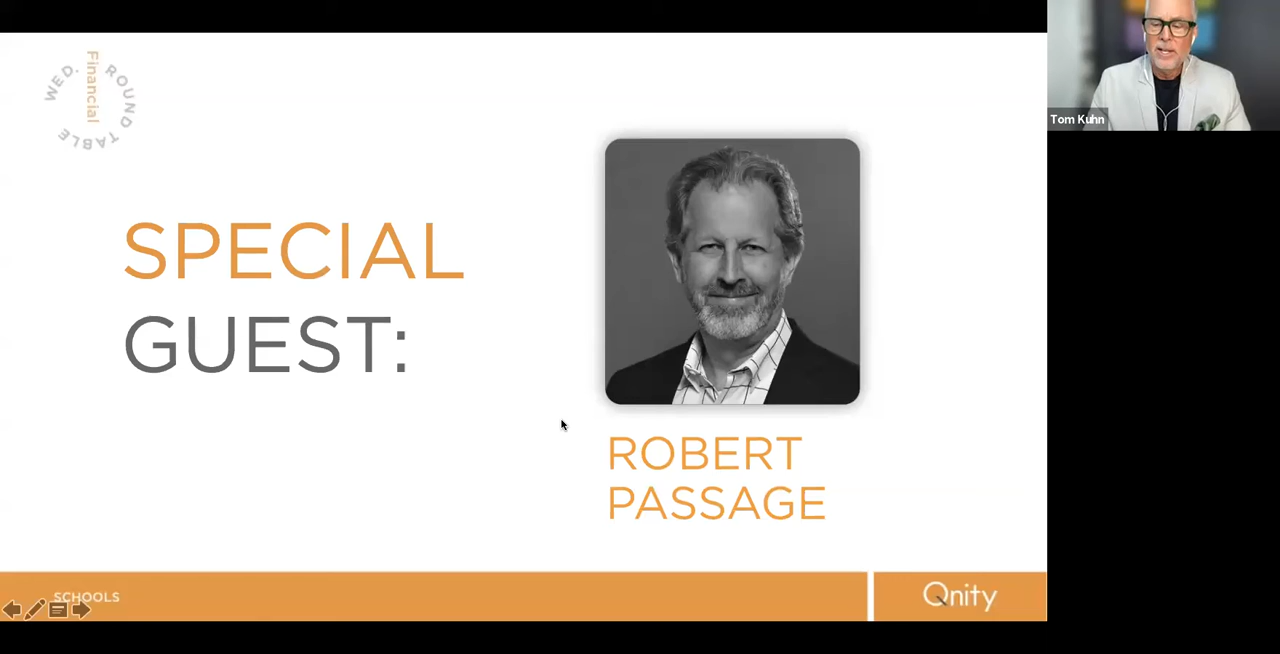 WED.
Financial
ROUND TABLE
Tom Kuhn
SPECIAL
GUEST:
ROBERT
PASSAGE
SCHOOLS
Qnity